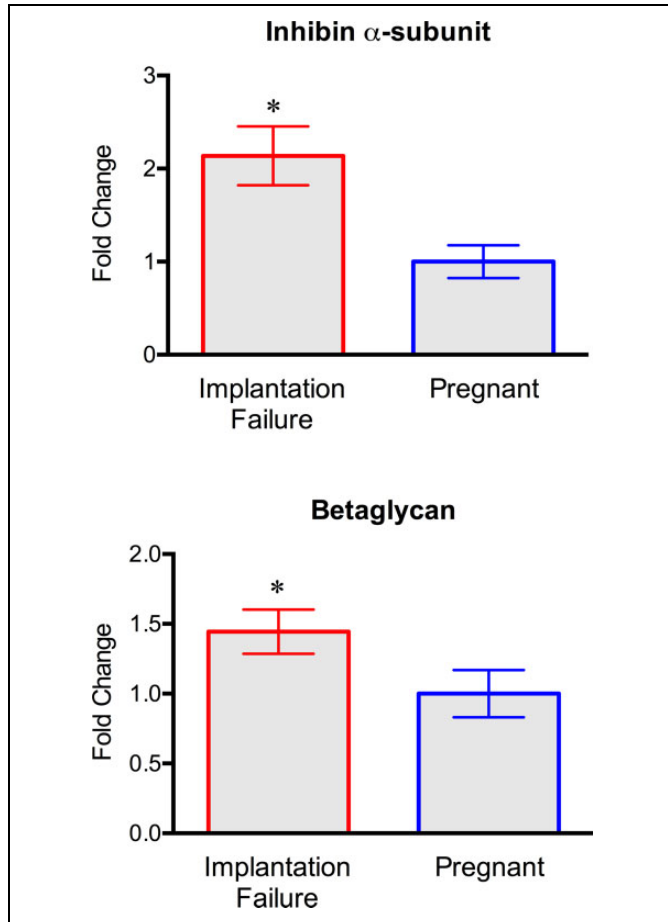 Inhibin α-subunit
3
2
1
0
Fold Change
*
Implantation
Failure
Pregnant
Betaglycan
2.0
1.5
1.0
0.5
0.0
Fold Change
*
Implantation
Failure
Pregnant